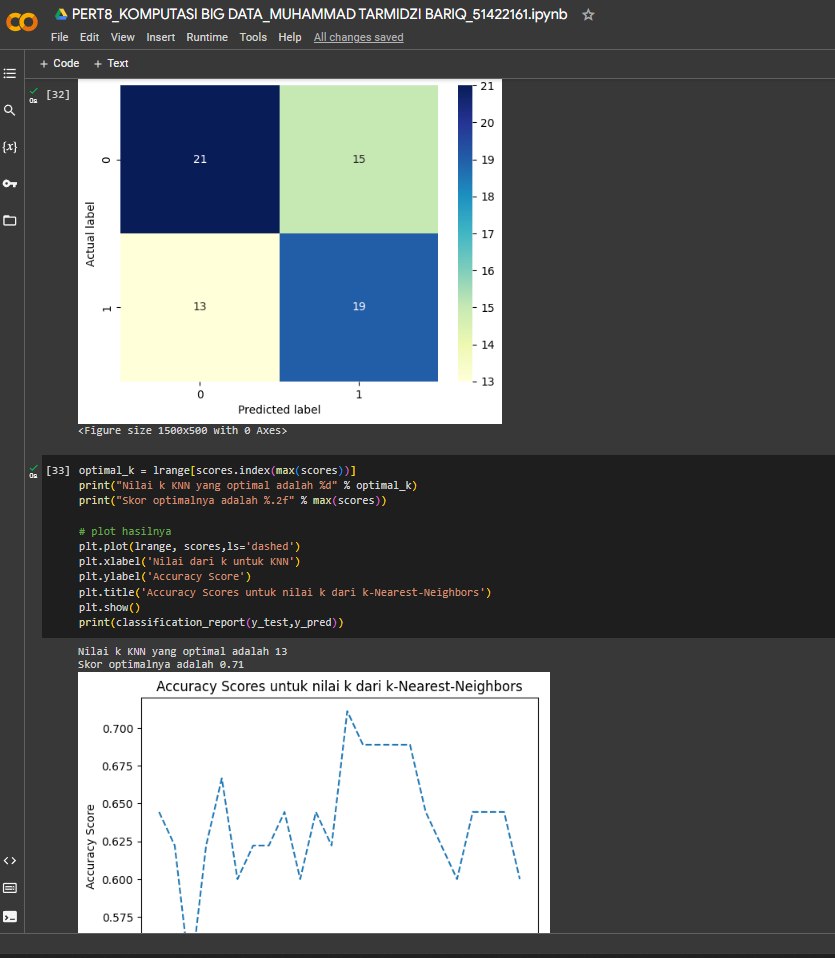 PERT8_KOMPUTASI BIG DATA_MUHAMMAD TARMIDZI BARIQ_51422161.ipynb
File Edit View Insert Runtime Tools Help All changes saved
+ Code + Text
[32]
0s
21
20
19
18
17
16
15
14
13
0
21
15
Actual label
1
13
19
0
1
Predicted label
<Figure size 1500x500 with 0 Axes>
[33]
0s
optimal_k = lrange[scores.index(max(scores))]
print("Nilai k KNN yang optimal adalah %d" % optimal_k)
print("Skor optimalnya adalah %.2f" % max(scores))
# plot hasilnya
plt.plot(lrange, scores,ls='dashed')
plt.xlabel('Nilai dari k untuk KNN')
plt.ylabel('Accuracy Score')
plt.title('Accuracy Scores untuk nilai k dari k-Nearest-Neighbors')
plt.show()
print(classification_report(y_test,y_pred))
Nilai k KNN yang optimal adalah 13
Skor optimalnya adalah 0.71
Accuracy Scores untuk nilai k dari k-Nearest-Neighbors
0.700
0.675
0.650
0.625
0.600
0.575
Accuracy Score